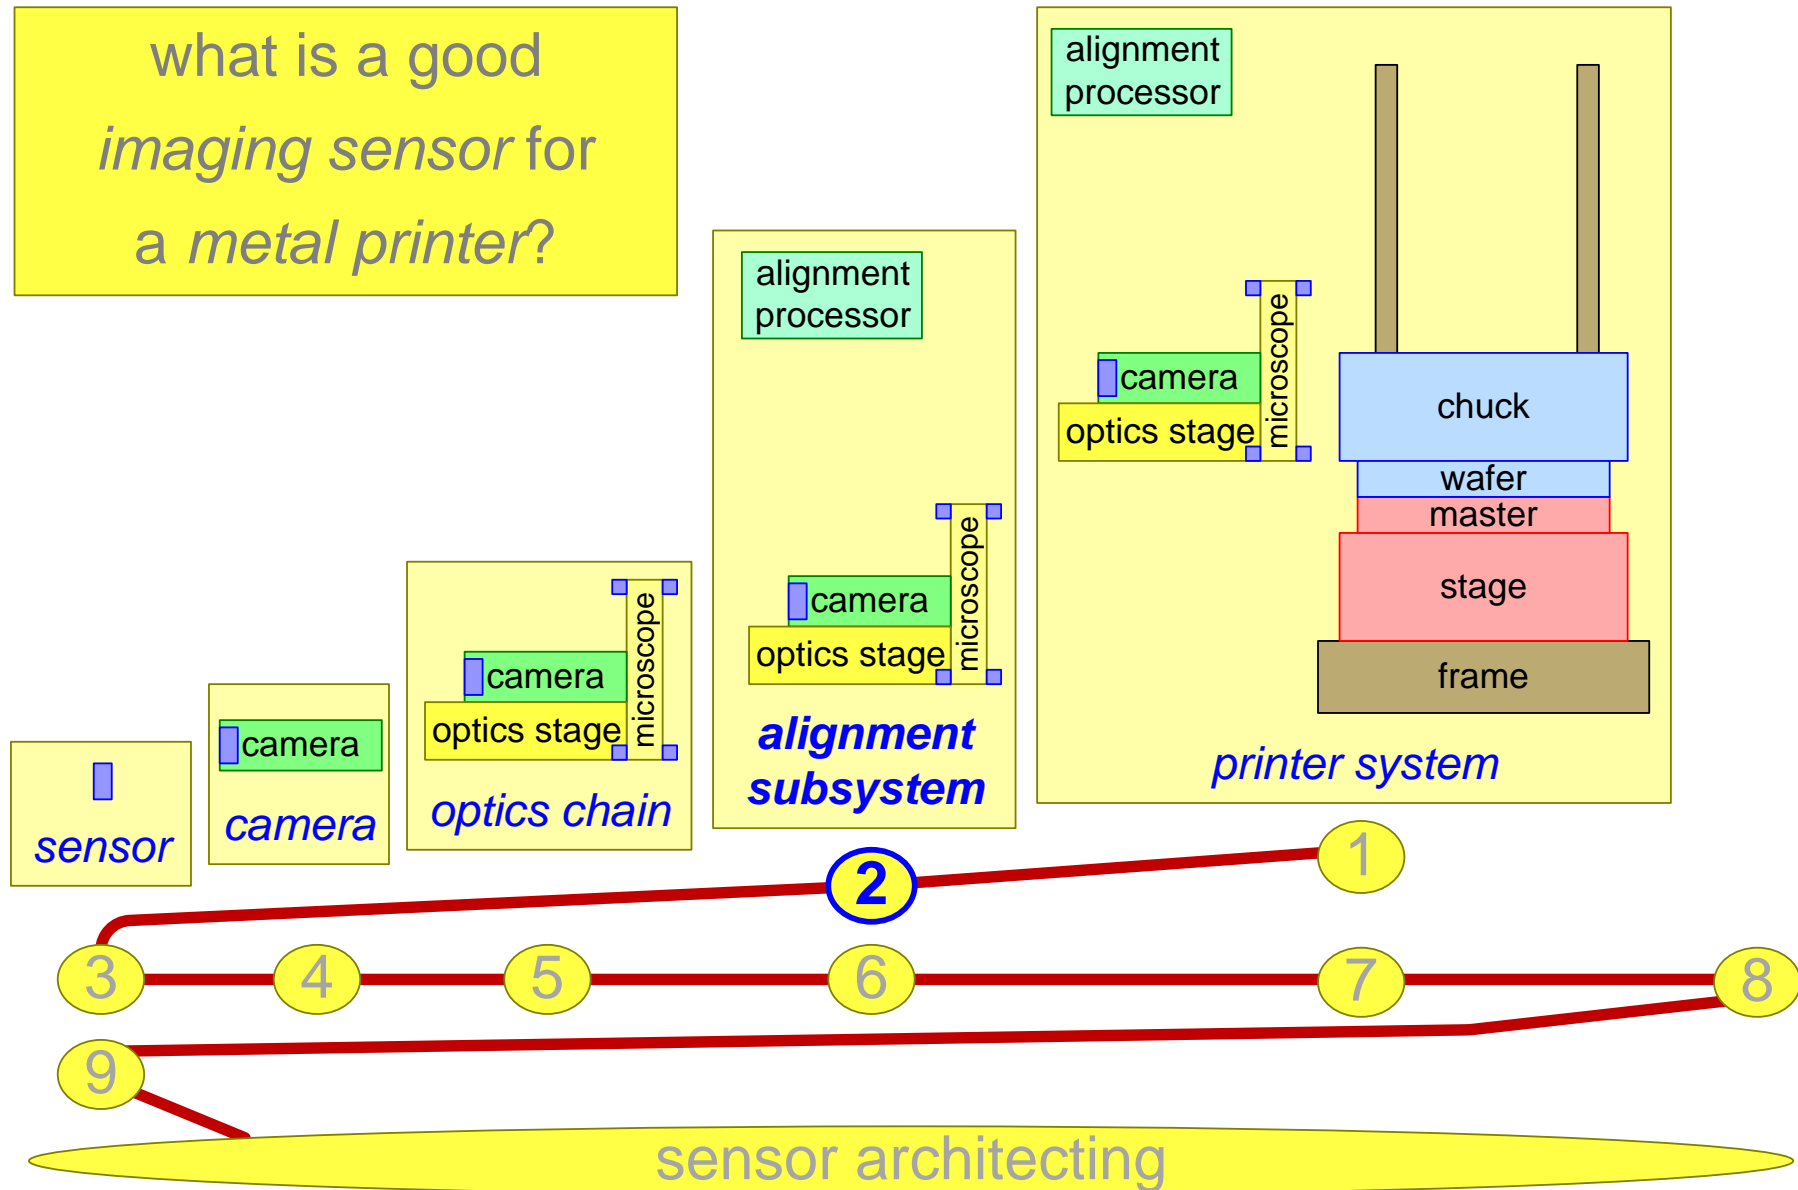 what is a good
imaging sensor for
a metal printer?
alignment
processor
camera
optics stage
microscope
chuck
wafer
master
stage
frame
printer system
alignment
processor
camera
optics stage
microscope
alignment
subsystem
camera
optics stage
microscope
optics chain
camera
camera
sensor
1
2
3
4
5
6
7
8
9
sensor architecting